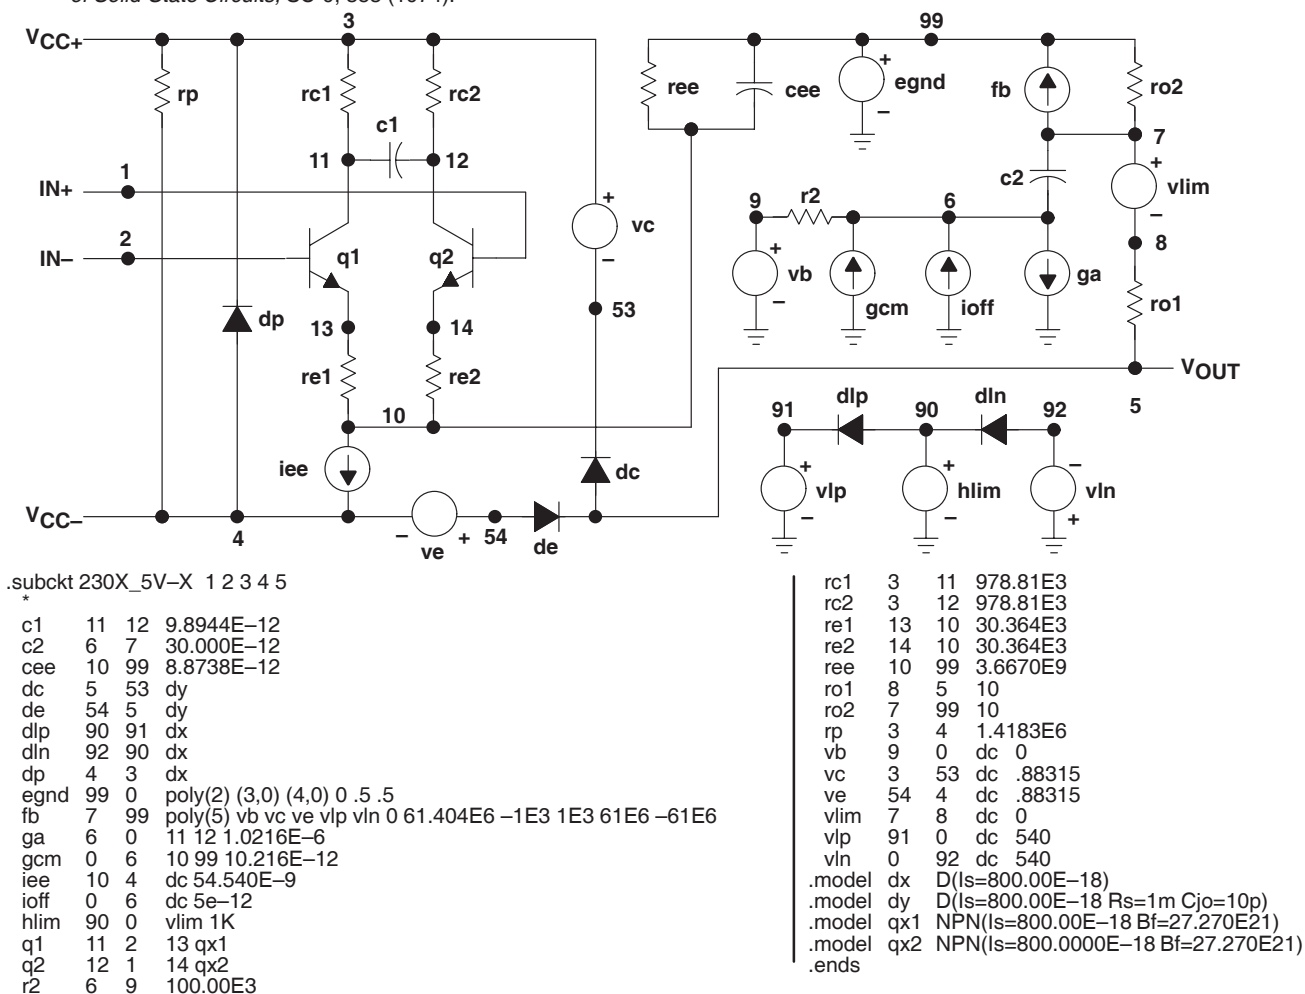 of Solid-State Circuits, SC-9, 353 (1974).
3
99
VCC+
rp
rc1
rc2
ree
cee
egnd
+
–
fb
ro2
c1
11
12
7
1
IN+
c2
+
vlim
–
9
r2
6
2
IN–
q1
q2
+
vc
–
8
+
vb
–
gcm
ioff
ga
ro1
dp
13
14
53
re1
re2
VOUT
5
10
dlp
dln
91
90
92
iee
dc
+
vlp
–
+
hlim
–
–
vln
+
VCC–
4
–
ve
+
54
de
.subckt 230X_5V–X 1 2 3 4 5
*
c1 11 12 9.8944E–12
c2 6 7 30.000E–12
cee 10 99 8.8738E–12
dc 5 53 dy
de 54 5 dy
dlp 90 91 dx
dln 92 90 dx
dp 4 3 dx
egnd 99 0 poly(2) (3,0) (4,0) 0 .5 .5
fb 7 99 poly(5) vb vc ve vlp vln 0 61.404E6 –1E3 1E3 61E6 –61E6
ga 6 0 11 12 1.0216E–6
gcm 0 6 10 99 10.216E–12
iee 10 4 dc 54.540E–9
ioff 0 6 dc 5e–12
hlim 90 0 vlim 1K
q1 11 2 13 qx1
q2 12 1 14 qx2
r2 6 9 100.00E3
rc1 3 11 978.81E3
rc2 3 12 978.81E3
re1 13 10 30.364E3
re2 14 10 30.364E3
ree 10 99 3.6670E9
ro1 8 5 10
ro2 7 99 10
rp 3 4 1.4183E6
vb 9 0 dc 0
vc 3 53 dc .88315
ve 54 4 dc .88315
vlim 7 8 dc 0
vlp 91 0 dc 540
vln 0 92 dc 540
.model dx D(Is=800.00E–18)
.model dy D(Is=800.00E–18 Rs=1m Cjo=10p)
.model qx1 NPN(Is=800.00E–18 Bf=27.270E21)
.model qx2 NPN(Is=800.0000E–18 Bf=27.270E21)
.ends